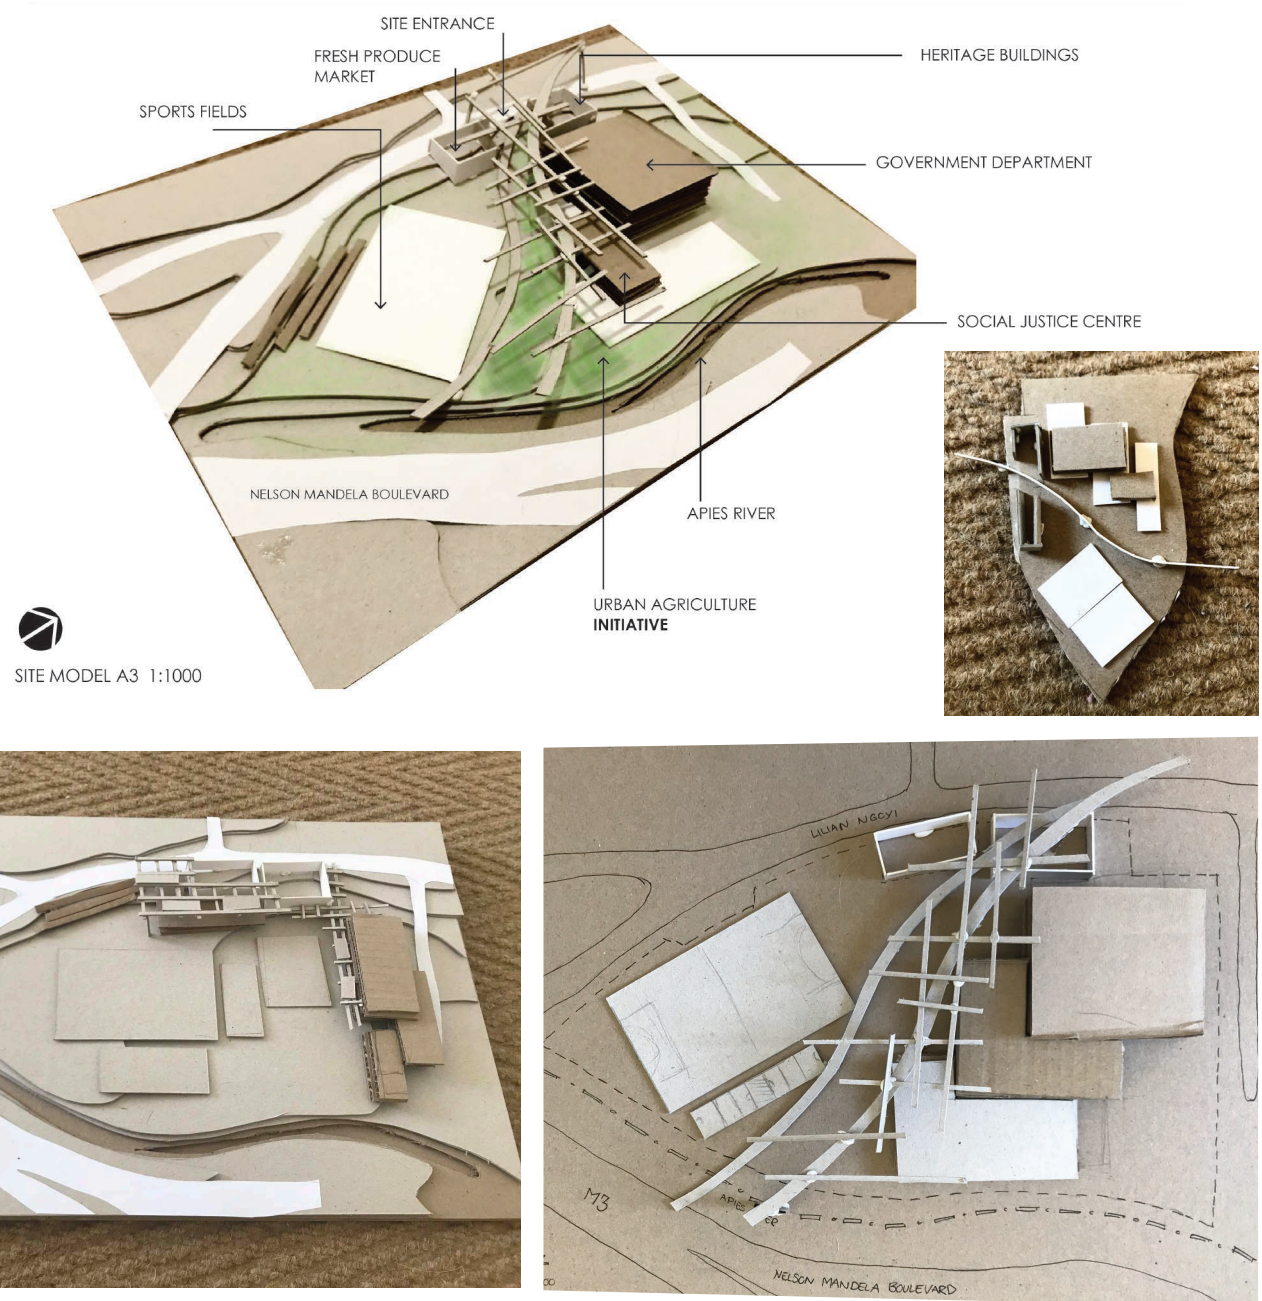 SITE ENTRANCE
FRESH PRODUCE
MARKET
HERITAGE BUILDINGS
SPORTS FIELDS
GOVERNMENT DEPARTMENT
SOCIAL JUSTICE CENTRE
NELSON MANDELA BOULEVARD
APIES RIVER
URBAN AGRICULTURE
INITIATIVE
SITE MODEL A3 1:1000
LILIAN NGOYI
M3
APIES
NELSON MANDELA BOULEVARD